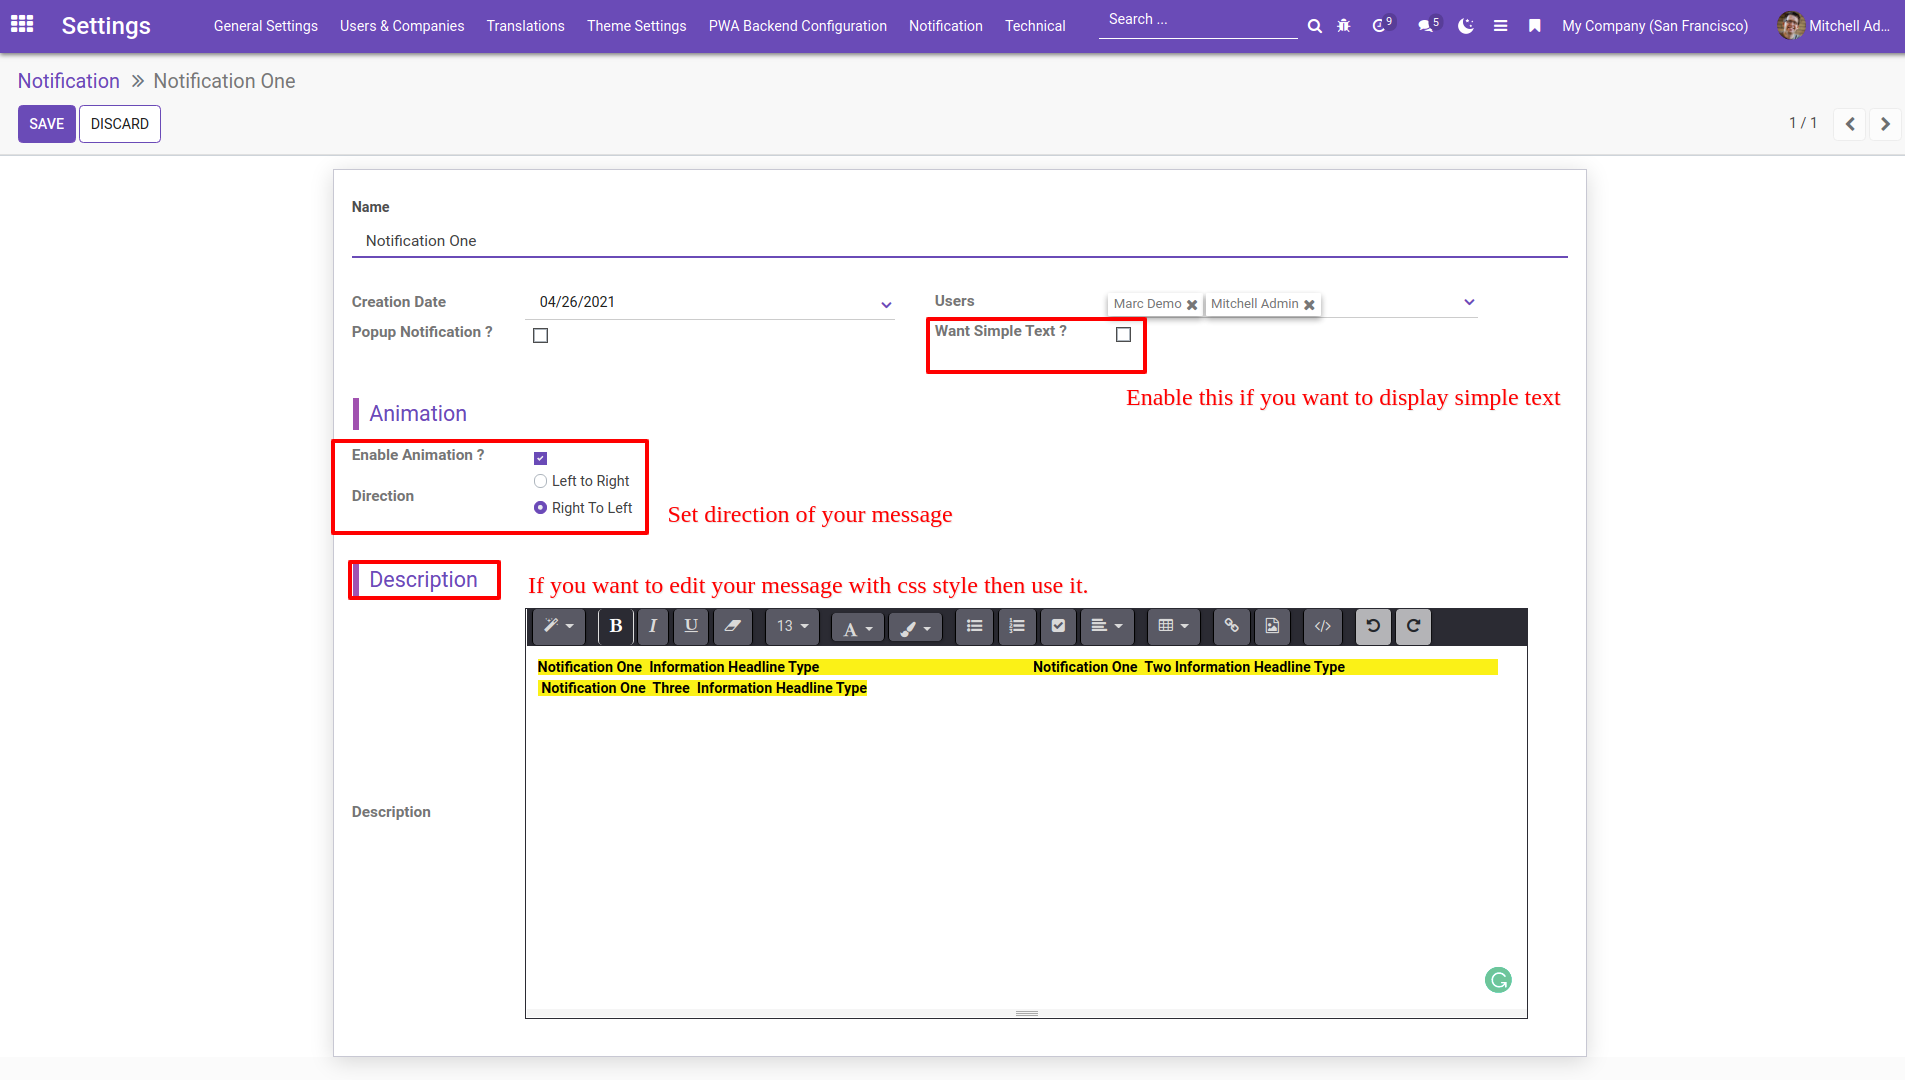 Settings General Settings Users & Companies Translations Theme Settings PWA Backend Configuration Notification Technical Search ... 9 5 My Company (San Francisco) Mitchell Ad...
Notification » Notification One
SAVE DISCARD 1 / 1
Name
Notification One
Creation Date 04/26/2021 Users Marc Demo Mitchell Admin
Popup Notification ? Want Simple Text ?
Enable this if you want to display simple text
Animation
Enable Animation ?
Left to Right
Direction
Right To Left
Set direction of your message
Description If you want to edit your message with css style then use it.
B I U 13 A </>
Notification One Information Headline Type Notification One Two Information Headline Type
Notification One Three Information Headline Type
Description